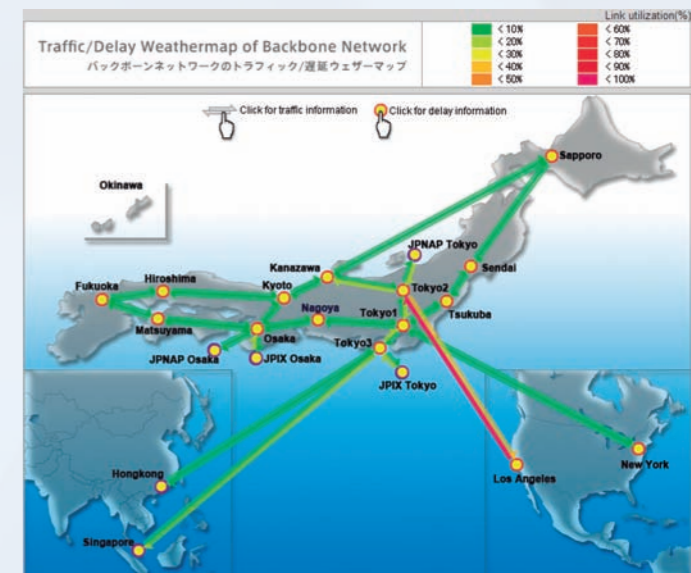 Link utilization(%)
Traffic/Delay Weathermap of Backbone Network
バックボーンネットワークのトラフィック/遅延ウェザーマップ
< 10%
< 20%
< 30%
< 40%
< 50%
< 60%
< 70%
< 80%
< 90%
< 100%
Click for traffic information
Click for delay information
Sapporo
Okinawa
JPNAP Tokyo
Kanazawa
Sendai
Hiroshima
Fukuoka
Kyoto
Tokyo2
Nagoya
Tokyo1
Tsukuba
Matsuyama
Osaka
Tokyo3
JPNAP Osaka
JPIX Osaka
JPIX Tokyo
Hongkong
New York
Los Angeles
Singapore